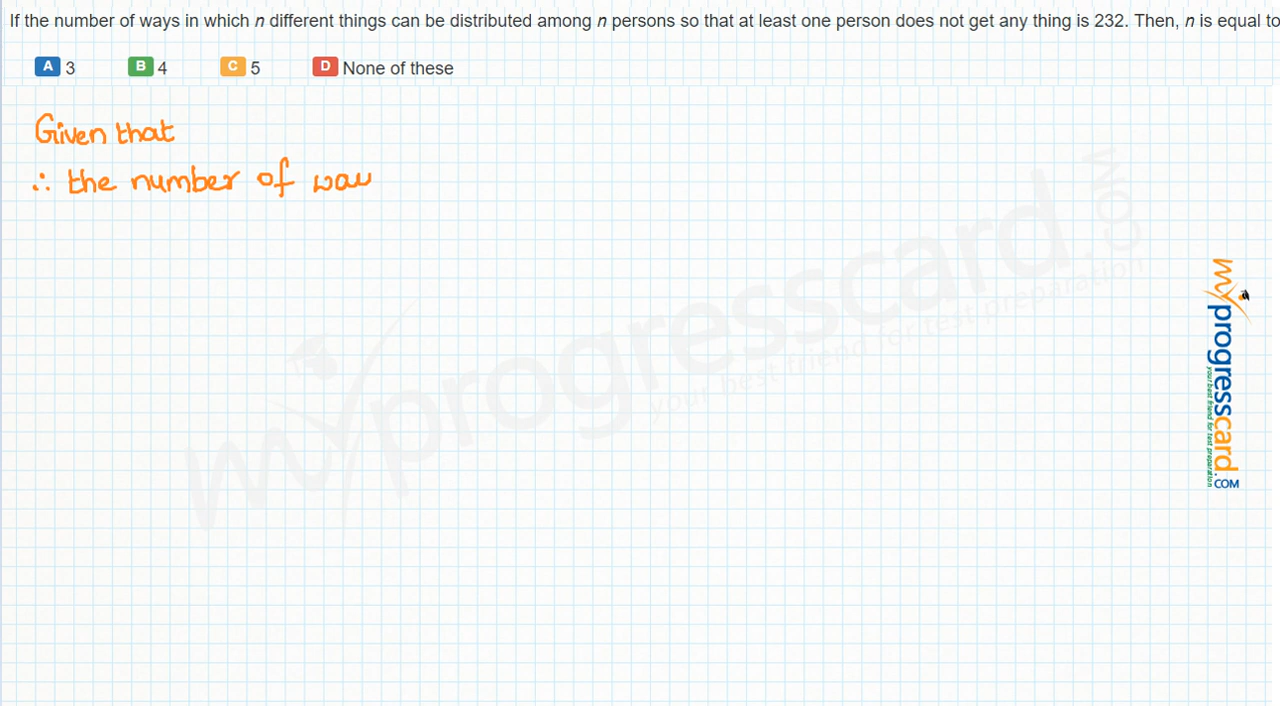 If the number of ways in which n different things can be distributed among n persons so that at least one person does not get any thing is 232. Then, n is equal to
A 3 B 4 C 5 D None of these
Given that
∴ the number of wau
myprogresscard.com
your best friend for test preparation
myprogresscard.COM
your best friend for test preparation